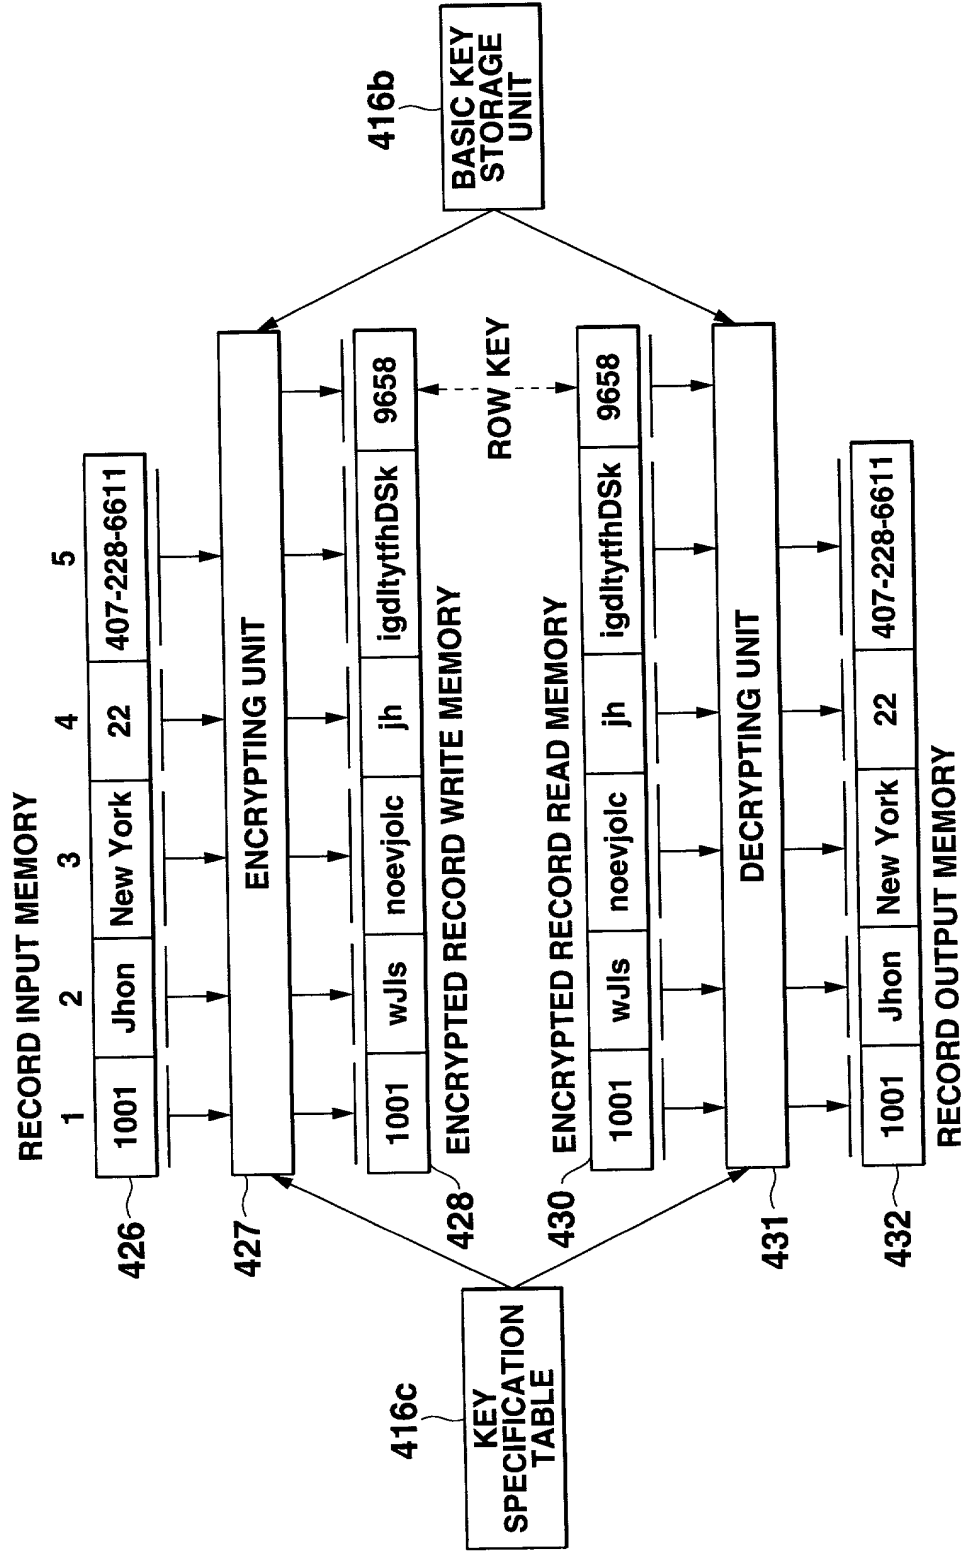 RECORD INPUT MEMORY
1 2 3 4 5
426 1001 Jhon New York 22 407-228-6611
427 ENCRYPTING UNIT
1001 wJls noevjolc jh igdltytfhDSk 9658
428 ENCRYPTED RECORD WRITE MEMORY
416c
KEY
SPECIFICATION
TABLE
ROW KEY
416b
BASIC KEY
STORAGE
UNIT
430 ENCRYPTED RECORD READ MEMORY
1001 wJls noevjolc jh igdltytfhDSk 9658
431 DECRYPTING UNIT
432 1001 Jhon New York 22 407-228-6611
RECORD OUTPUT MEMORY